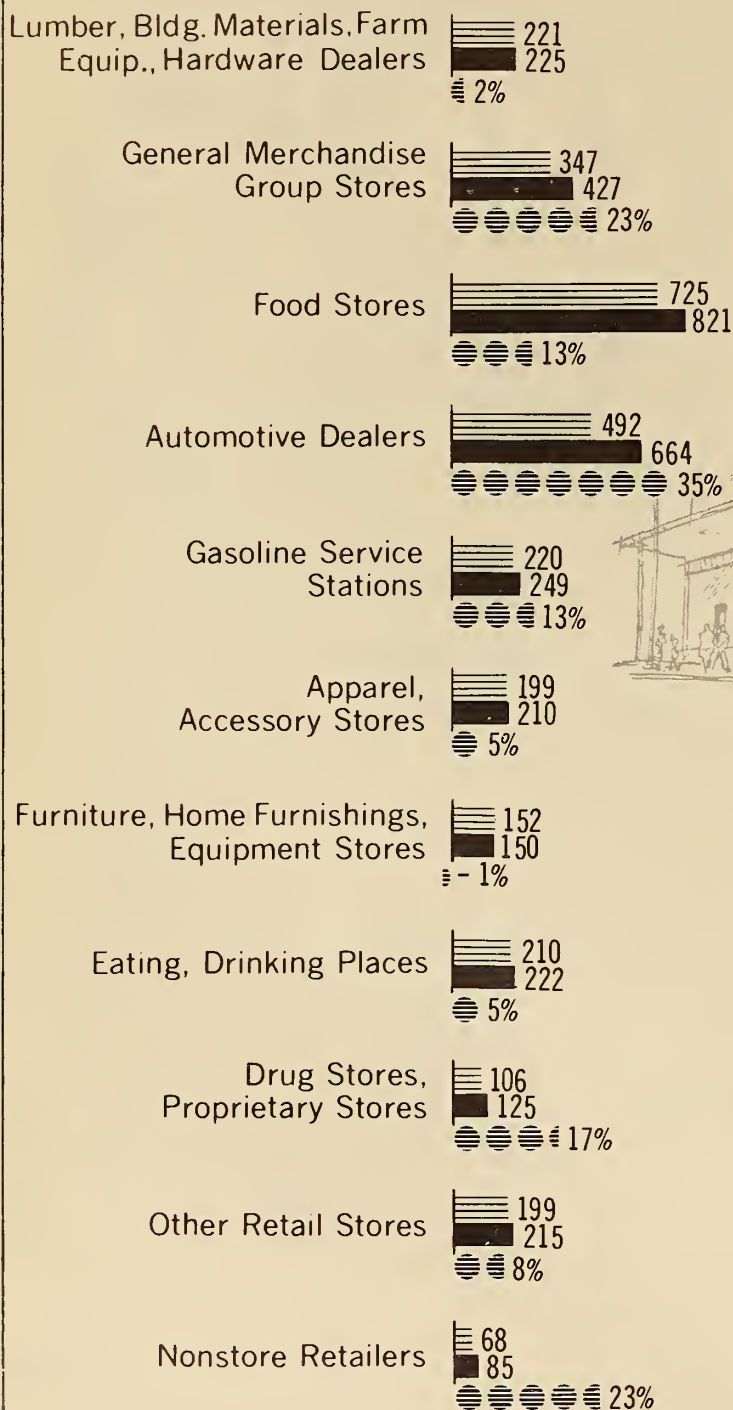 Lumber, Bldg. Materials, Farm
Equip., Hardware Dealers
221
225
2%
General Merchandise
Group Stores
347
427
23%
Food Stores
725
821
13%
Automotive Dealers
492
664
35%
Gasoline Service
Stations
220
249
13%
Apparel,
Accessory Stores
199
210
5%
Furniture, Home Furnishings,
Equipment Stores
152
150
- 1%
Eating, Drinking Places
210
222
5%
Drug Stores,
Proprietary Stores
106
125
17%
Other Retail Stores
199
215
8%
Nonstore Retailers
68
85
23%